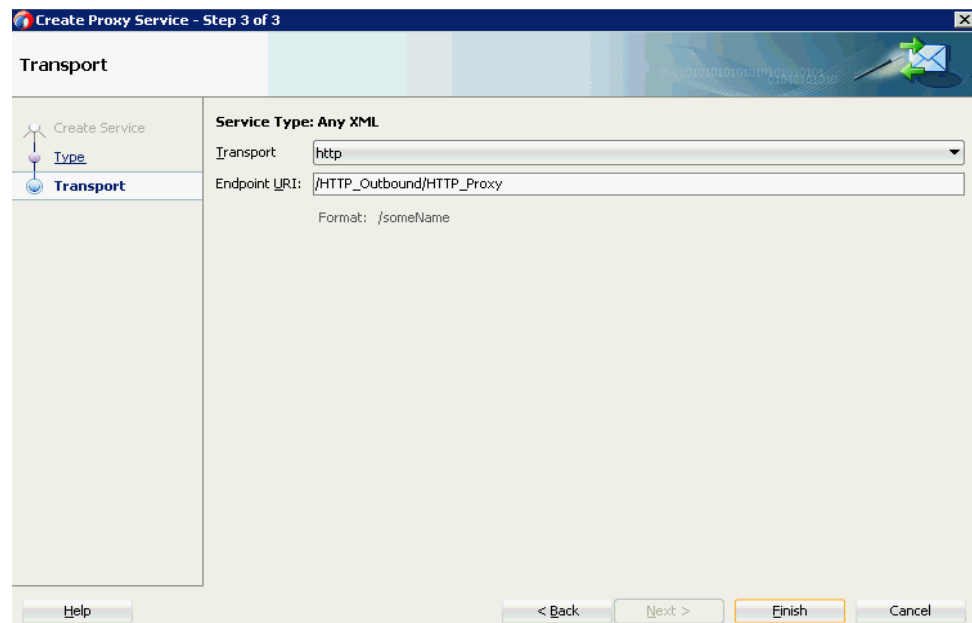 Create Proxy Service - Step 3 of 3
Transport
Create Service
Type
Transport
Service Type: Any XML
Transport http
Endpoint URI: /HTTP_Outbound/HTTP_Proxy
Format: /someName
Help < Back Next > Finish Cancel